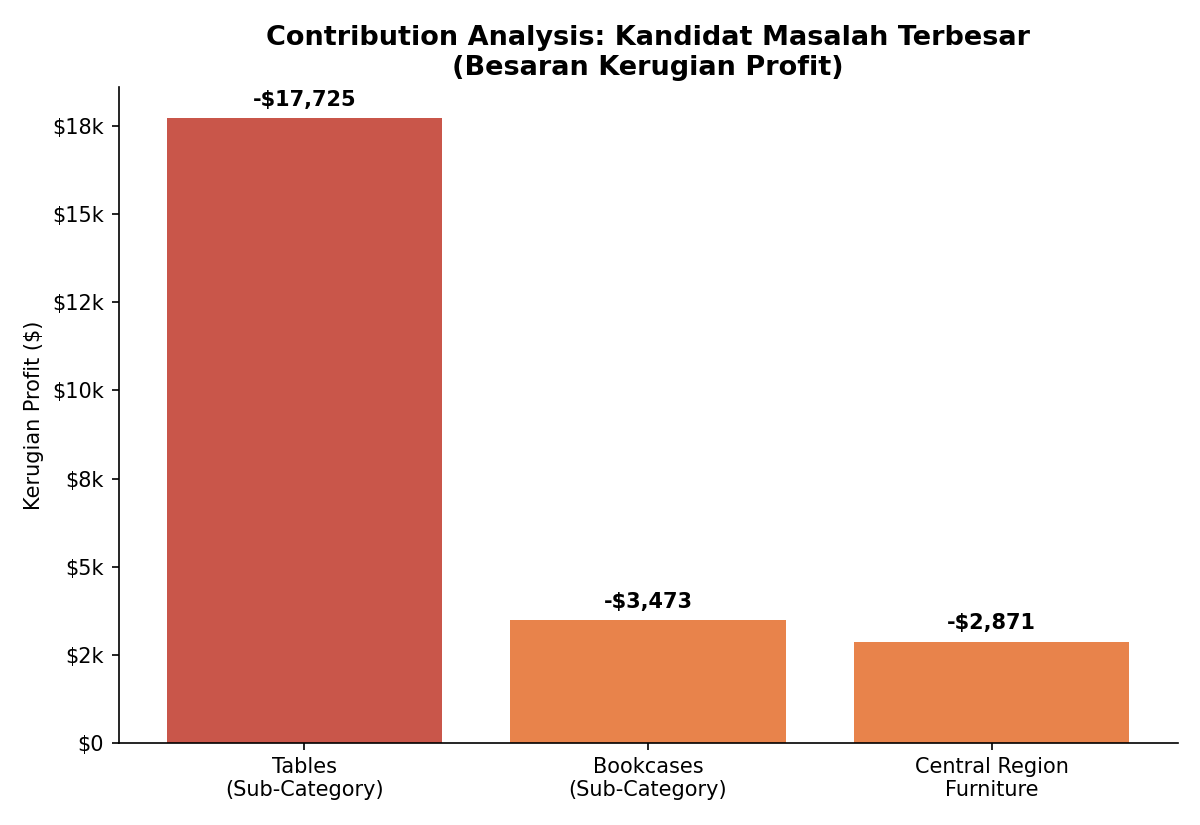 Contribution Analysis: Kandidat Masalah Terbesar
(Besaran Kerugian Profit)
-$17,725
$18k
$15k
$12k
$10k
$8k
$5k
$2k
$0
Kerugian Profit ($)
-$3,473
-$2,871
Tables
(Sub-Category)
Bookcases
(Sub-Category)
Central Region
Furniture